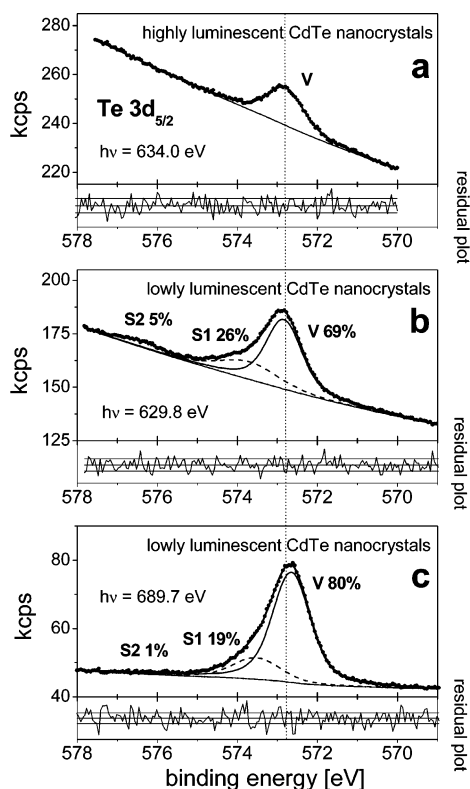 highly luminescent CdTe nanocrystals
a
V
Te 3d5/2
hν = 634.0 eV
kcps
280
260
240
220
residual plot
578 576 574 572 570
lowly luminescent CdTe nanocrystals
b
S2 5%
S1 26%
V 69%
hν = 629.8 eV
kcps
200
175
150
125
residual plot
578 576 574 572 570
lowly luminescent CdTe nanocrystals
c
hν = 689.7 eV
V 80%
S1 19%
S2 1%
kcps
80
60
40
residual plot
578 576 574 572 570
binding energy [eV]